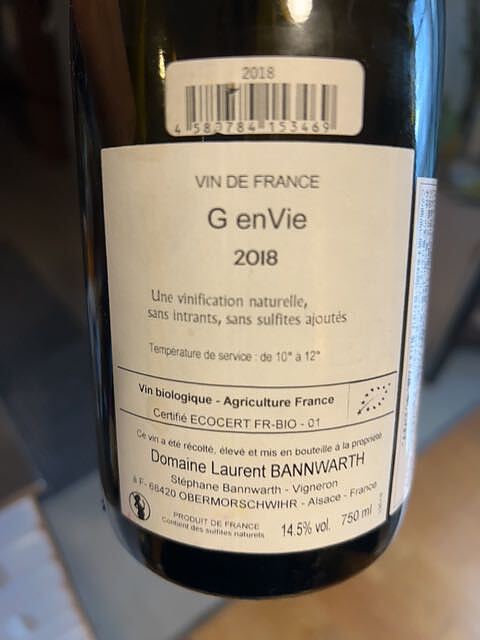 2018
4 580784 153469
VIN DE FRANCE
G enVie
2018
Une vinification naturelle,
sans intrants, sans sulfites ajoutés
Temperature de service : de 10° à 12°
Vin biologique - Agriculture France
Certifié ECOCERT FR-BIO - 01
Ce vin a été récolté, élevé et mis en bouteille à la propriété
Domaine Laurent BANNWARTH
Stéphane Bannwarth - Vigneron
à F- 68420 OBERMORSCHWIHR - Alsace - France
PRODUIT DE FRANCE
Contient des sulfites naturels
14.5% vol. 750 ml